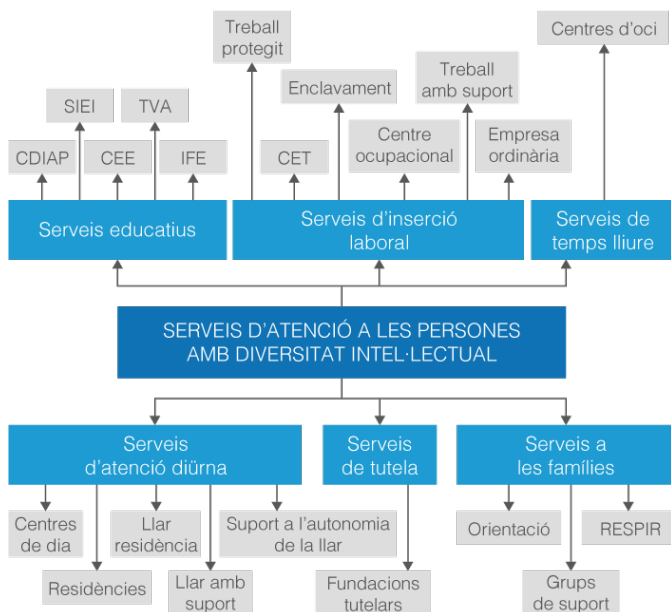 Treball
protegit
Centres d'oci
Enclavament
Treball
amb suport
SIEI
TVA
CDIAP
CEE
IFE
CET
Centre
ocupacional
Empresa
ordinària
Serveis educatius
Serveis d'inserció
laboral
Serveis de
temps lliure
SERVEIS D'ATENCIÓ A LES PERSONES
AMB DIVERSITAT INTEL·LECTUAL
Serveis
d'atenció diürna
Serveis
de tutela
Serveis a
les famílies
Centres
de dia
Llar
residència
Suport a l'autonomia
de la llar
Orientació
RESPIR
Residències
Llar amb
suport
Fundacions
tutelars
Grups
de suport